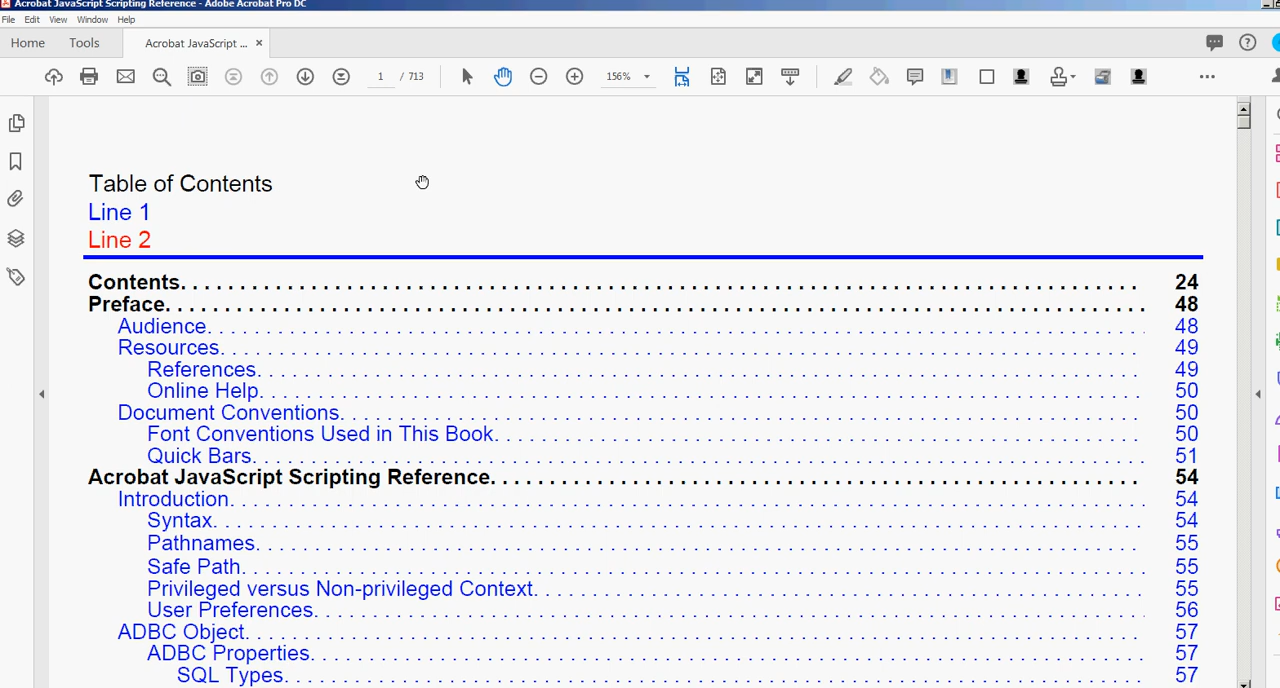 Acrobat JavaScript Scripting Reference - Adobe Acrobat Pro DC
File Edit View Window Help
Home Tools Acrobat JavaScript ... ×
1 / 713 156%
Table of Contents
Line 1
Line 2
Contents. . . . . . . . . . . . . . . . . . . . 24
Preface. . . . . . . . . . . . . . . . . . . . 48
Audience. . . . . . . . . . . . . . . . . . . . 48
Resources. . . . . . . . . . . . . . . . . . . . 49
References. . . . . . . . . . . . . . . . . . . . 49
Online Help. . . . . . . . . . . . . . . . . . . . 50
Document Conventions. . . . . . . . . . . . . . . . . . . . 50
Font Conventions Used in This Book. . . . . . . . . . . . . . . . . . . . 50
Quick Bars. . . . . . . . . . . . . . . . . . . . 51
Acrobat JavaScript Scripting Reference. . . . . . . . . . . . . . . . . . . . 54
Introduction. . . . . . . . . . . . . . . . . . . . 54
Syntax. . . . . . . . . . . . . . . . . . . . 54
Pathnames. . . . . . . . . . . . . . . . . . . . 55
Safe Path. . . . . . . . . . . . . . . . . . . . 55
Privileged versus Non-privileged Context. . . . . . . . . . . . . . . . . . . . 55
User Preferences. . . . . . . . . . . . . . . . . . . . 56
ADBC Object. . . . . . . . . . . . . . . . . . . . 57
ADBC Properties. . . . . . . . . . . . . . . . . . . . 57
SQL Types. . . . . . . . . . . . . . . . . . . . 57